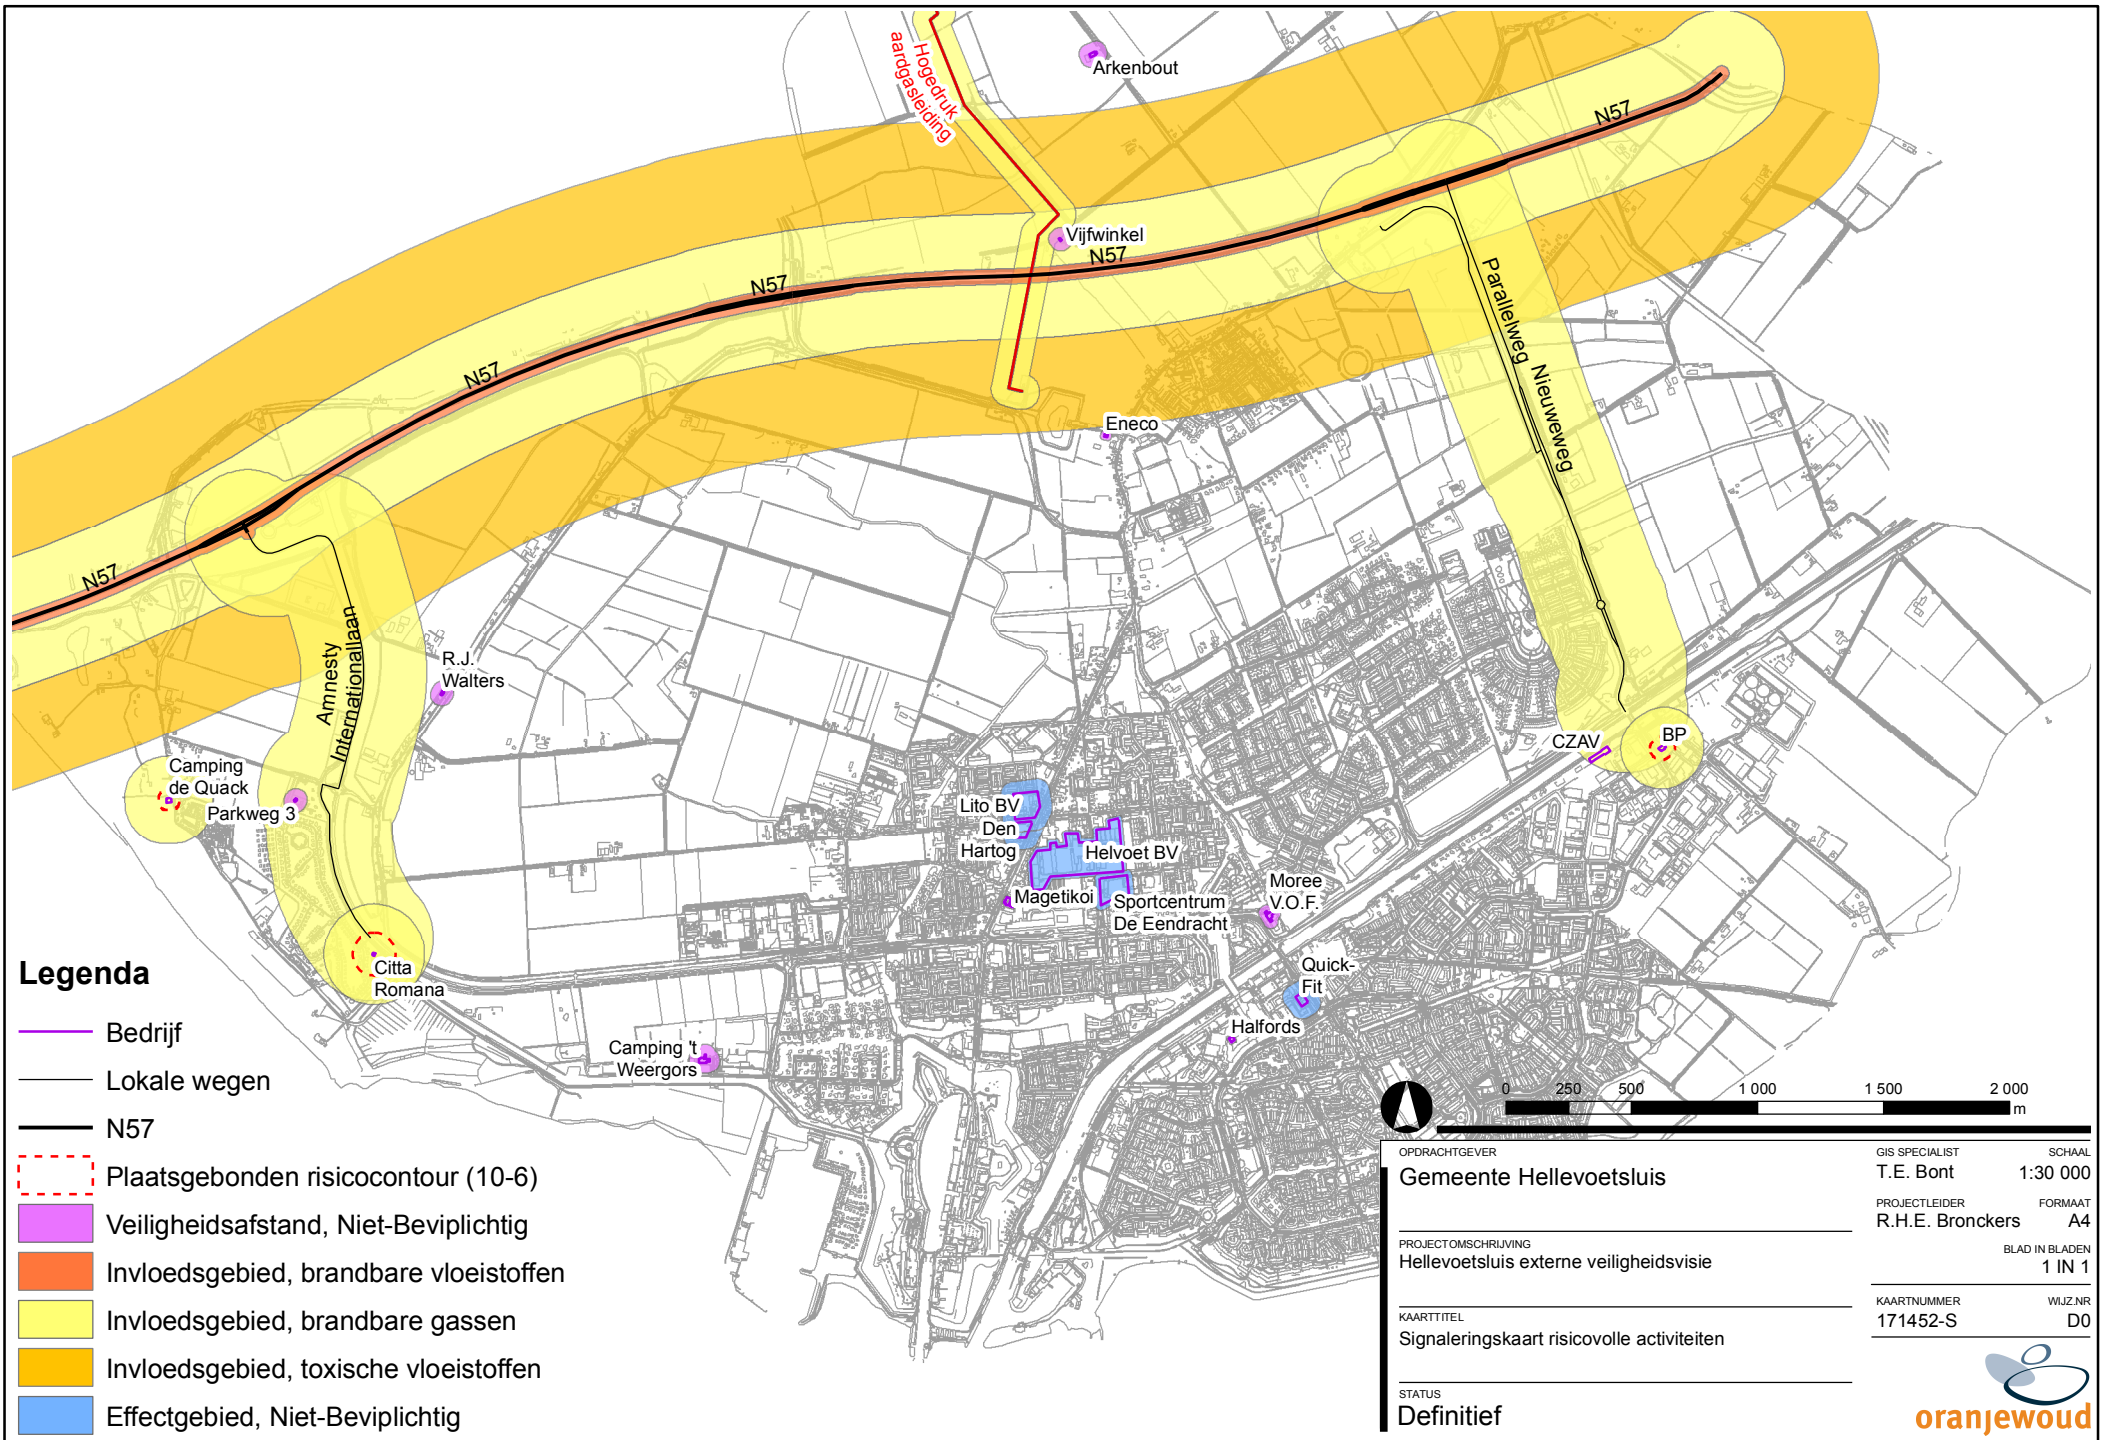 Hogedruk
aardgasleiding
Arkenbout
N57
Vijfwinkel
N57
N57
N57
N57
Parallelweg
Nieuweweg
Eneco
Amnesty
Internationallaan
R.J.
Walters
Camping
de Quack
Parkweg 3
CZAV
BP
Lito BV
Den
Hartog
Helvoet BV
Magetikoi
Sportcentrum
De Eendracht
Moree
V.O.F.
Citta
Romana
Quick-
Fit
Halfords
Camping 't
Weergors
Legenda
Bedrijf
Lokale wegen
N57
Plaatsgebonden risicocontour (10-6)
Veiligheidsafstand, Niet-Beviplichtig
Invloedsgebied, brandbare vloeistoffen
Invloedsgebied, brandbare gassen
Invloedsgebied, toxische vloeistoffen
Effectgebied, Niet-Beviplichtig
0 250 500 1 000 1 500 2 000
m
OPDRACHTGEVER
Gemeente Hellevoetsluis
PROJECTOMSCHRIJVING
Hellevoetsluis externe veiligheidsvisie
KAARTTITEL
Signaleringskaart risicovolle activiteiten
STATUS
Definitief
GIS SPECIALIST SCHAAL
T.E. Bont 1:30 000
PROJECTLEIDER FORMAAT
R.H.E. Bronckers A4
BLAD IN BLADEN
1 IN 1
KAARTNUMMER WIJZ.NR
171452-S D0
oranjewoud